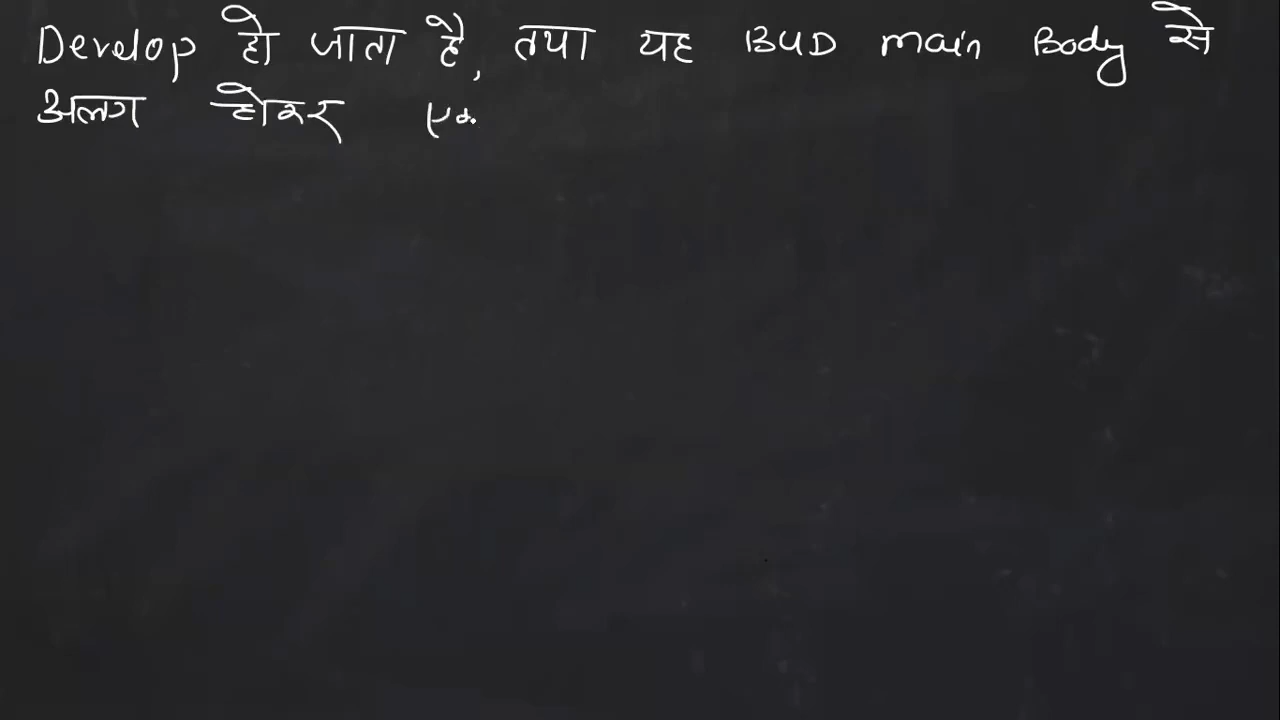 Develop हो जाता है, तथा यह BUD main Body से
अलग होकर